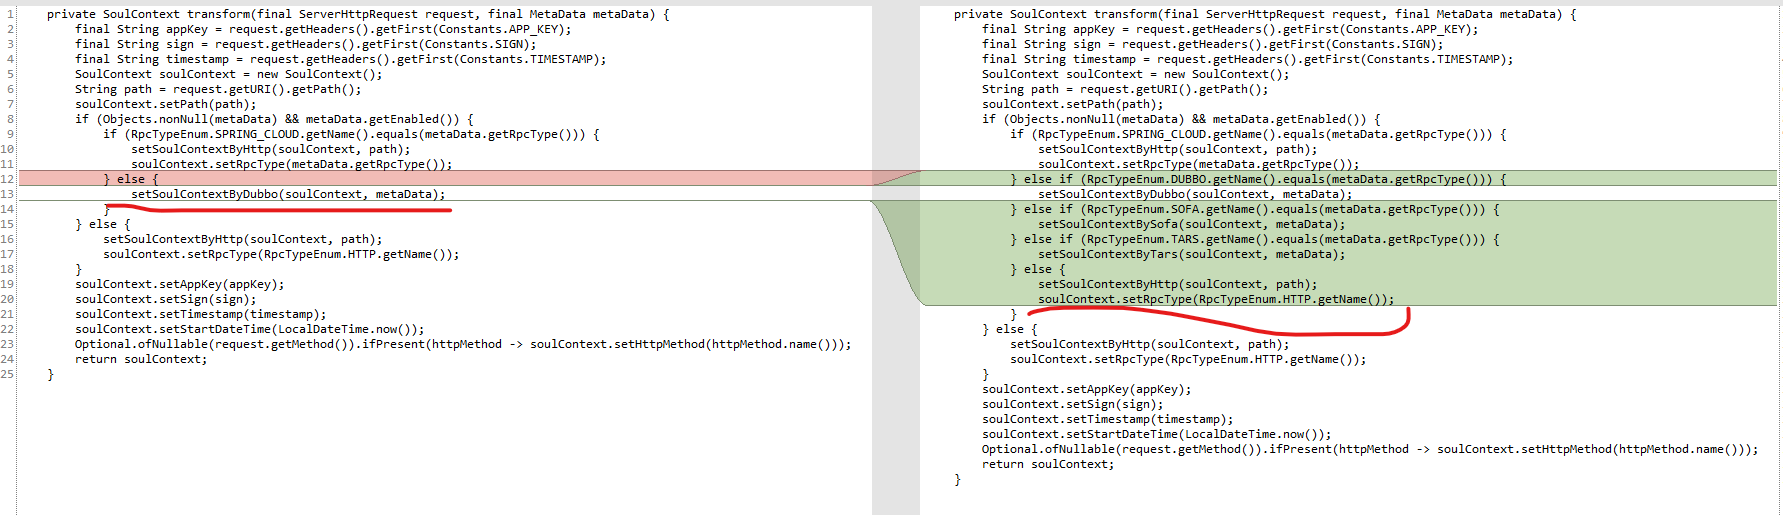 1 private SoulContext transform(final ServerHttpRequest request, final MetaData metaData) {
2 final String appKey = request.getHeaders().getFirst(Constants.APP_KEY);
3 final String sign = request.getHeaders().getFirst(Constants.SIGN);
4 final String timestamp = request.getHeaders().getFirst(Constants.TIMESTAMP);
5 SoulContext soulContext = new SoulContext();
6 String path = request.getURI().getPath();
7 soulContext.setPath(path);
8 if (Objects.nonNull(metaData) && metaData.getEnabled()) {
9 if (RpcTypeEnum.SPRING_CLOUD.getName().equals(metaData.getRpcType())) {
10 setSoulContextByHttp(soulContext, path);
11 soulContext.setRpcType(metaData.getRpcType());
12 } else {
13 setSoulContextByDubbo(soulContext, metaData);
14 }
15 } else {
16 setSoulContextByHttp(soulContext, path);
17 soulContext.setRpcType(RpcTypeEnum.HTTP.getName());
18 }
19 soulContext.setAppKey(appKey);
20 soulContext.setSign(sign);
21 soulContext.setTimestamp(timestamp);
22 soulContext.setStartDateTime(LocalDateTime.now());
23 Optional.ofNullable(request.getMethod()).ifPresent(httpMethod -> soulContext.setHttpMethod(httpMethod.name()));
24 return soulContext;
25 }
private SoulContext transform(final ServerHttpRequest request, final MetaData metaData) {
final String appKey = request.getHeaders().getFirst(Constants.APP_KEY);
final String sign = request.getHeaders().getFirst(Constants.SIGN);
final String timestamp = request.getHeaders().getFirst(Constants.TIMESTAMP);
SoulContext soulContext = new SoulContext();
String path = request.getURI().getPath();
soulContext.setPath(path);
if (Objects.nonNull(metaData) && metaData.getEnabled()) {
if (RpcTypeEnum.SPRING_CLOUD.getName().equals(metaData.getRpcType())) {
setSoulContextByHttp(soulContext, path);
soulContext.setRpcType(metaData.getRpcType());
} else if (RpcTypeEnum.DUBBO.getName().equals(metaData.getRpcType())) {
setSoulContextByDubbo(soulContext, metaData);
} else if (RpcTypeEnum.SOFA.getName().equals(metaData.getRpcType())) {
setSoulContextBySofa(soulContext, metaData);
} else if (RpcTypeEnum.TARS.getName().equals(metaData.getRpcType())) {
setSoulContextByTars(soulContext, metaData);
} else {
setSoulContextByHttp(soulContext, path);
soulContext.setRpcType(RpcTypeEnum.HTTP.getName());
}
} else {
setSoulContextByHttp(soulContext, path);
soulContext.setRpcType(RpcTypeEnum.HTTP.getName());
}
soulContext.setAppKey(appKey);
soulContext.setSign(sign);
soulContext.setTimestamp(timestamp);
soulContext.setStartDateTime(LocalDateTime.now());
Optional.ofNullable(request.getMethod()).ifPresent(httpMethod -> soulContext.setHttpMethod(httpMethod.name()));
return soulContext;
}